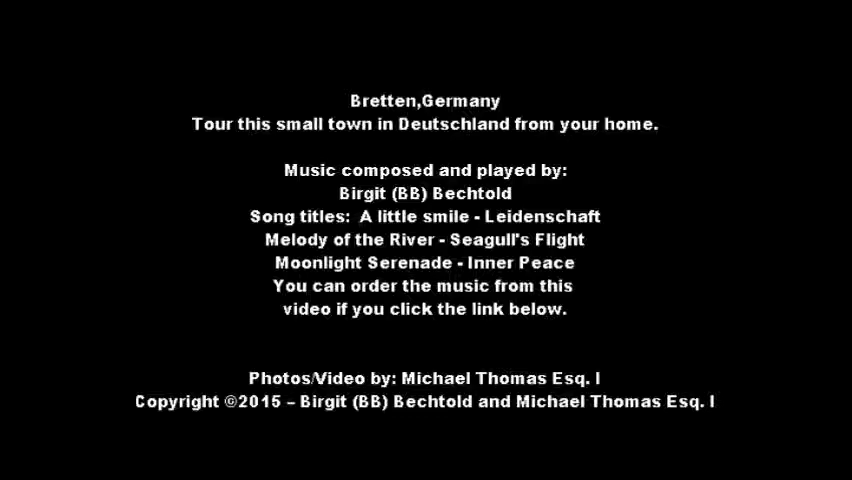 Bretten,Germany
Tour this small town in Deutschland from your home.
Music composed and played by:
Birgit (BB) Bechtold
Song titles:  A little smile - Leidenschaft
Melody of the River - Seagull's Flight
Moonlight Serenade - Inner Peace
You can order the music from this
video if you click the link below.
Photos/Video by: Michael Thomas Esq. I
Copyright ©2015 – Birgit (BB) Bechtold and Michael Thomas Esq. I